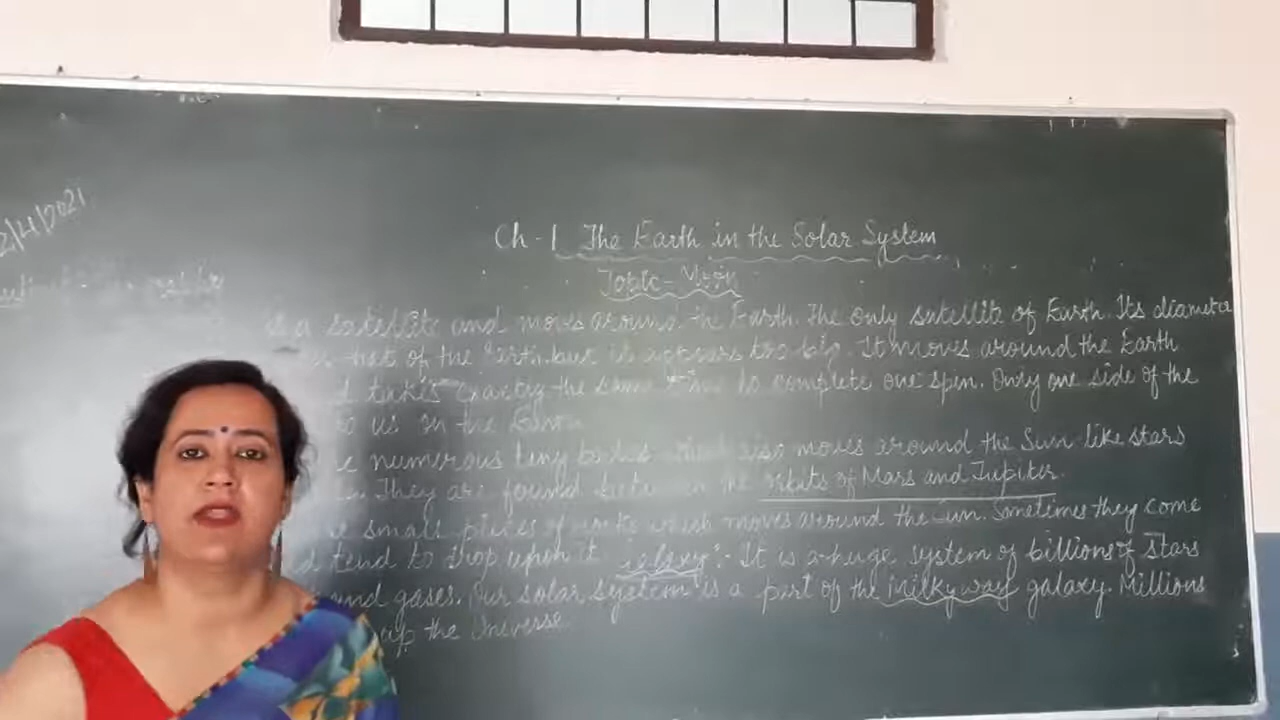 2/4/2021
Ch - 1 The Earth in the Solar System
Topic - Moon
is a satellite and moves around the Earth. The only satellite of Earth. Its diameter
that of the Earth but it appears too big. It moves around the Earth
takes exactly the same time to complete one spin. Only one side of the
to us on the Earth
numerous tiny bodies that also moves around the Sun like stars
They are found between the orbits of Mars and Jupiter.
small pieces of rocks which moves around the Sun. Sometimes they come
tend to drop upon it. Galaxy :- It is a huge system of billions of stars
and gases. Our solar system is a part of the Milky way galaxy. Millions
up the Universe